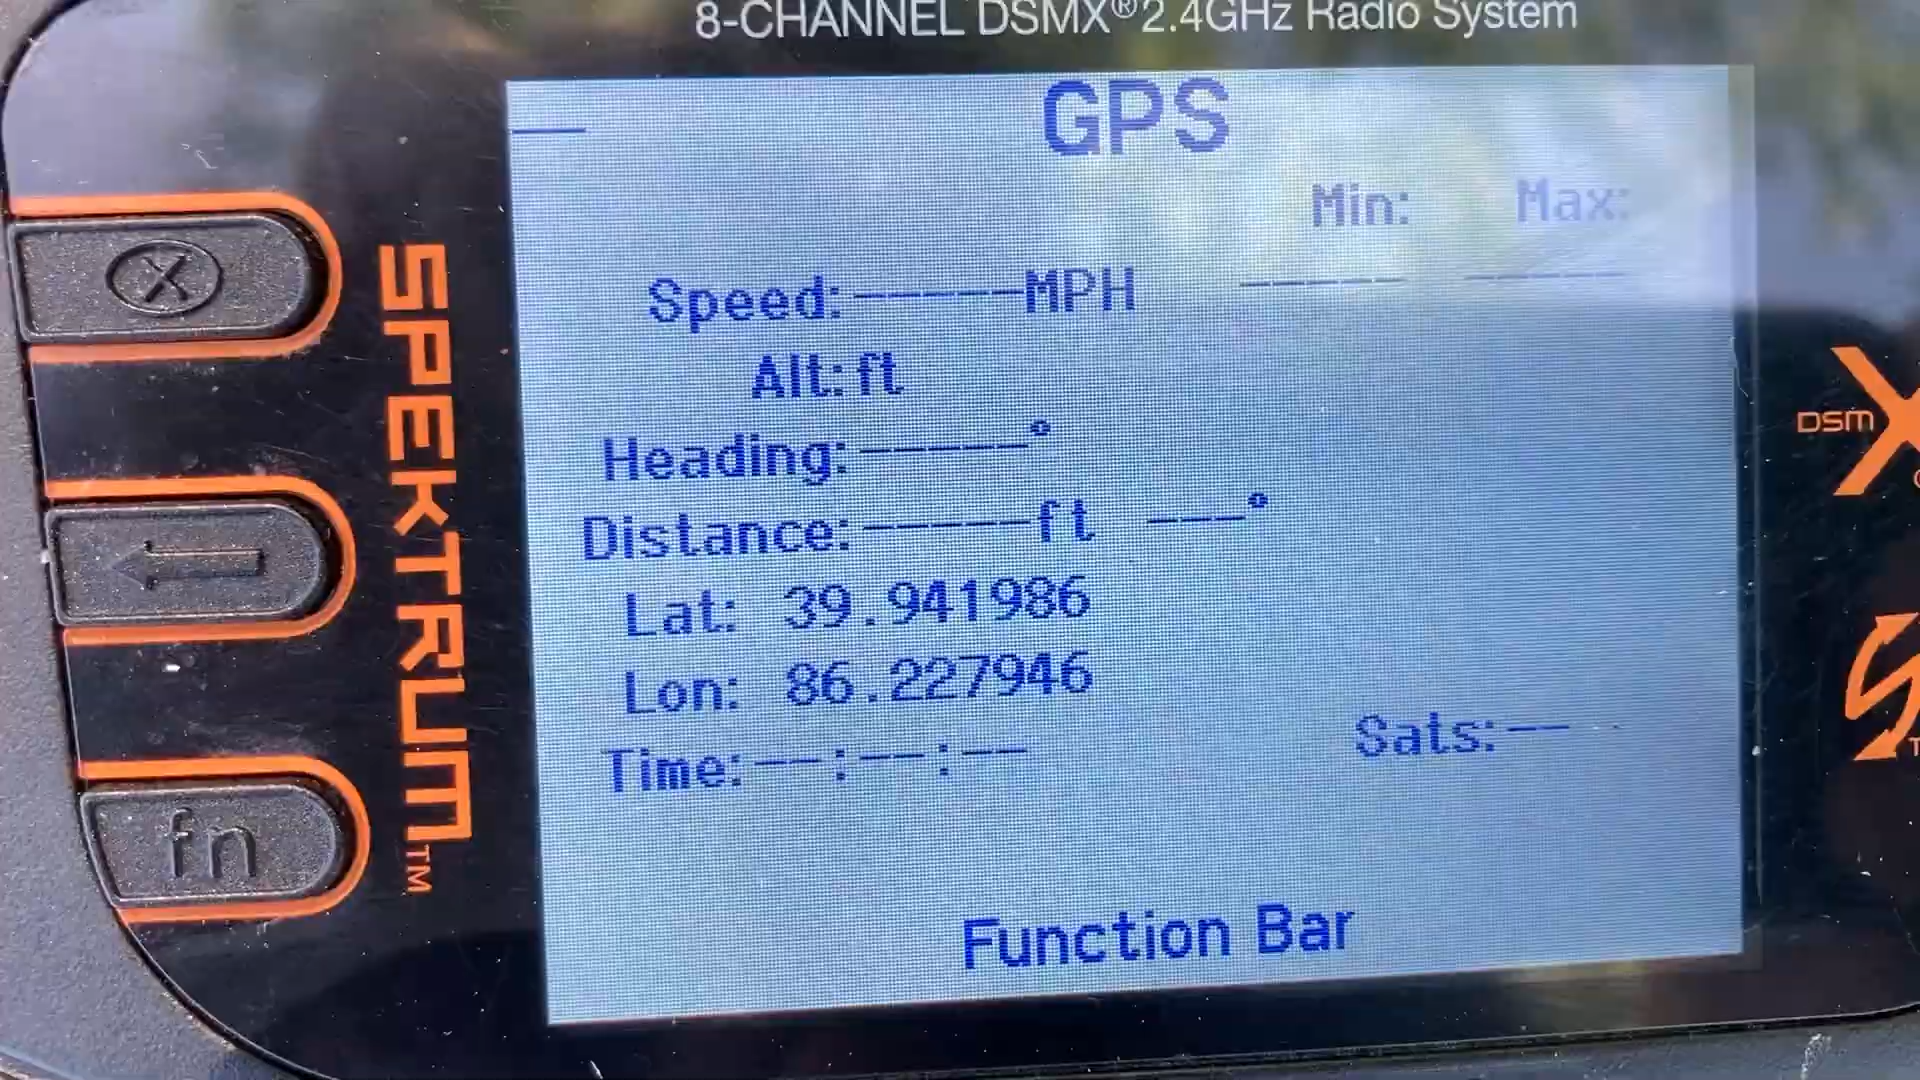 8-CHANNEL DSMX® 2.4GHz Radio System
GPS
Min: Max:
Speed:-----MPH ----- -----
Alt:ft
Heading:-----°
Distance:-----ft ---°
Lat: 39.941986
Lon: 86.227946
Time:--:--:-- Sats:--
Function Bar
SPEKTRUM™
fn
DSM X